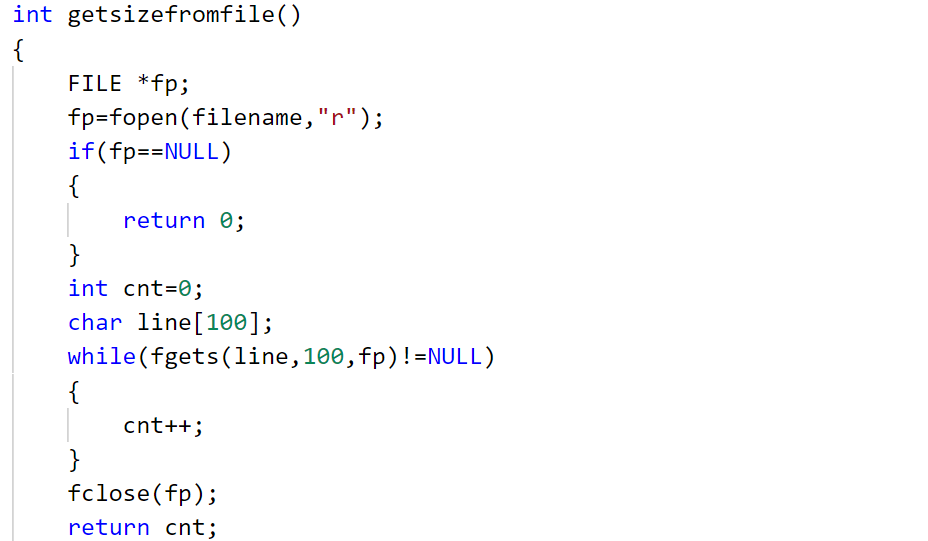 int getsizefromfile()
{
    FILE *fp;
    fp=fopen(filename,"r");
    if(fp==NULL)
    {
        return 0;
    }
    int cnt=0;
    char line[100];
    while(fgets(line,100,fp)!=NULL)
    {
        cnt++;
    }
    fclose(fp);
    return cnt;